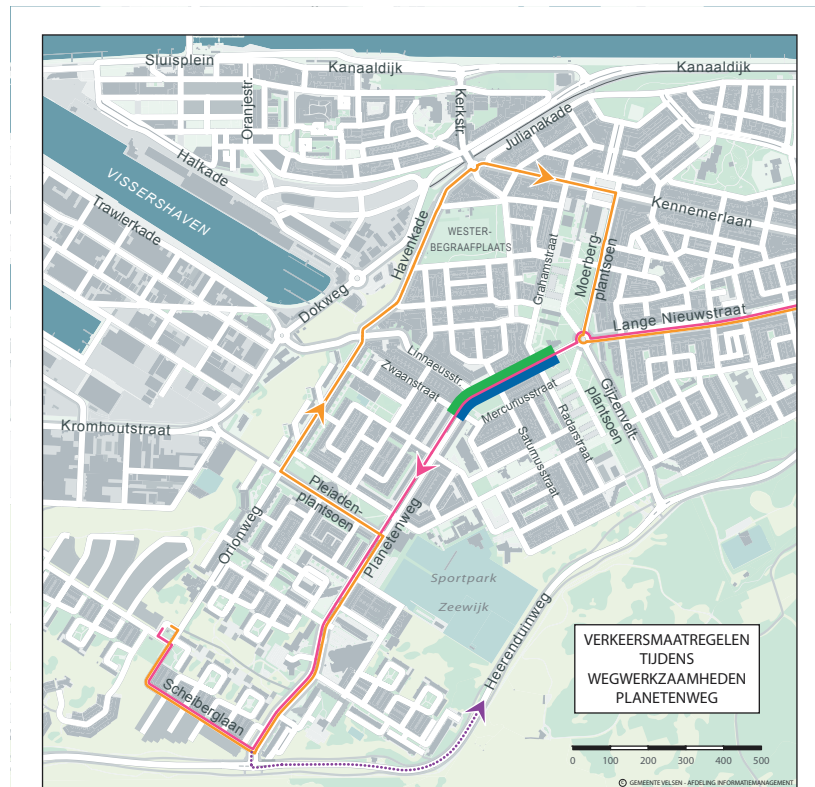 Sluisplein
Kanaaldijk
Kanaaldijk
Oranjestr.
Kerkstr.
Julianakade
Halkade
VISSERSHAVEN
Trawlerkade
Kennemerlaan
WESTER-
BEGRAAFPLAATS
Havenkade
Grahamstraat
Moerberg-
plantsoen
Dokweg
Lange Nieuwstraat
Linnaeusstr.
Zwaanstraat
Mercuriusstraat
Gijzenvelt-
plantsoen
Radarstraat
Saturnusstraat
Kromhoutstraat
Pleiaden-
plantsoen
Orionweg
Planetenweg
Sportpark
Zeewijk
Heerenduinweg
Scheiberglaan
VERKEERSMAATREGELEN
TIJDENS
WEGWERKZAAMHEDEN
PLANETENWEG
0 100 200 300 400 500
© GEMEENTE VELSEN - AFDELING INFORMATIEMANAGEMENT